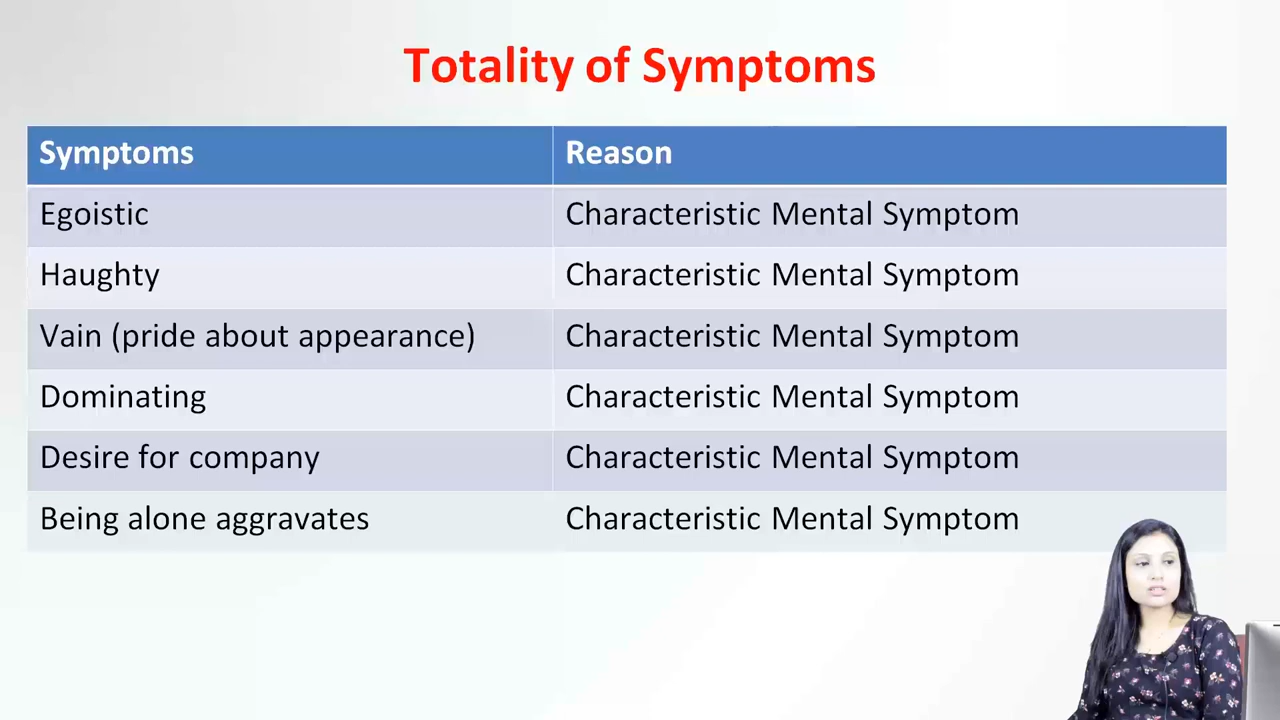 Totality of Symptoms
Symptoms Reason
Egoistic Characteristic Mental Symptom
Haughty Characteristic Mental Symptom
Vain (pride about appearance) Characteristic Mental Symptom
Dominating Characteristic Mental Symptom
Desire for company Characteristic Mental Symptom
Being alone aggravates Characteristic Mental Symptom